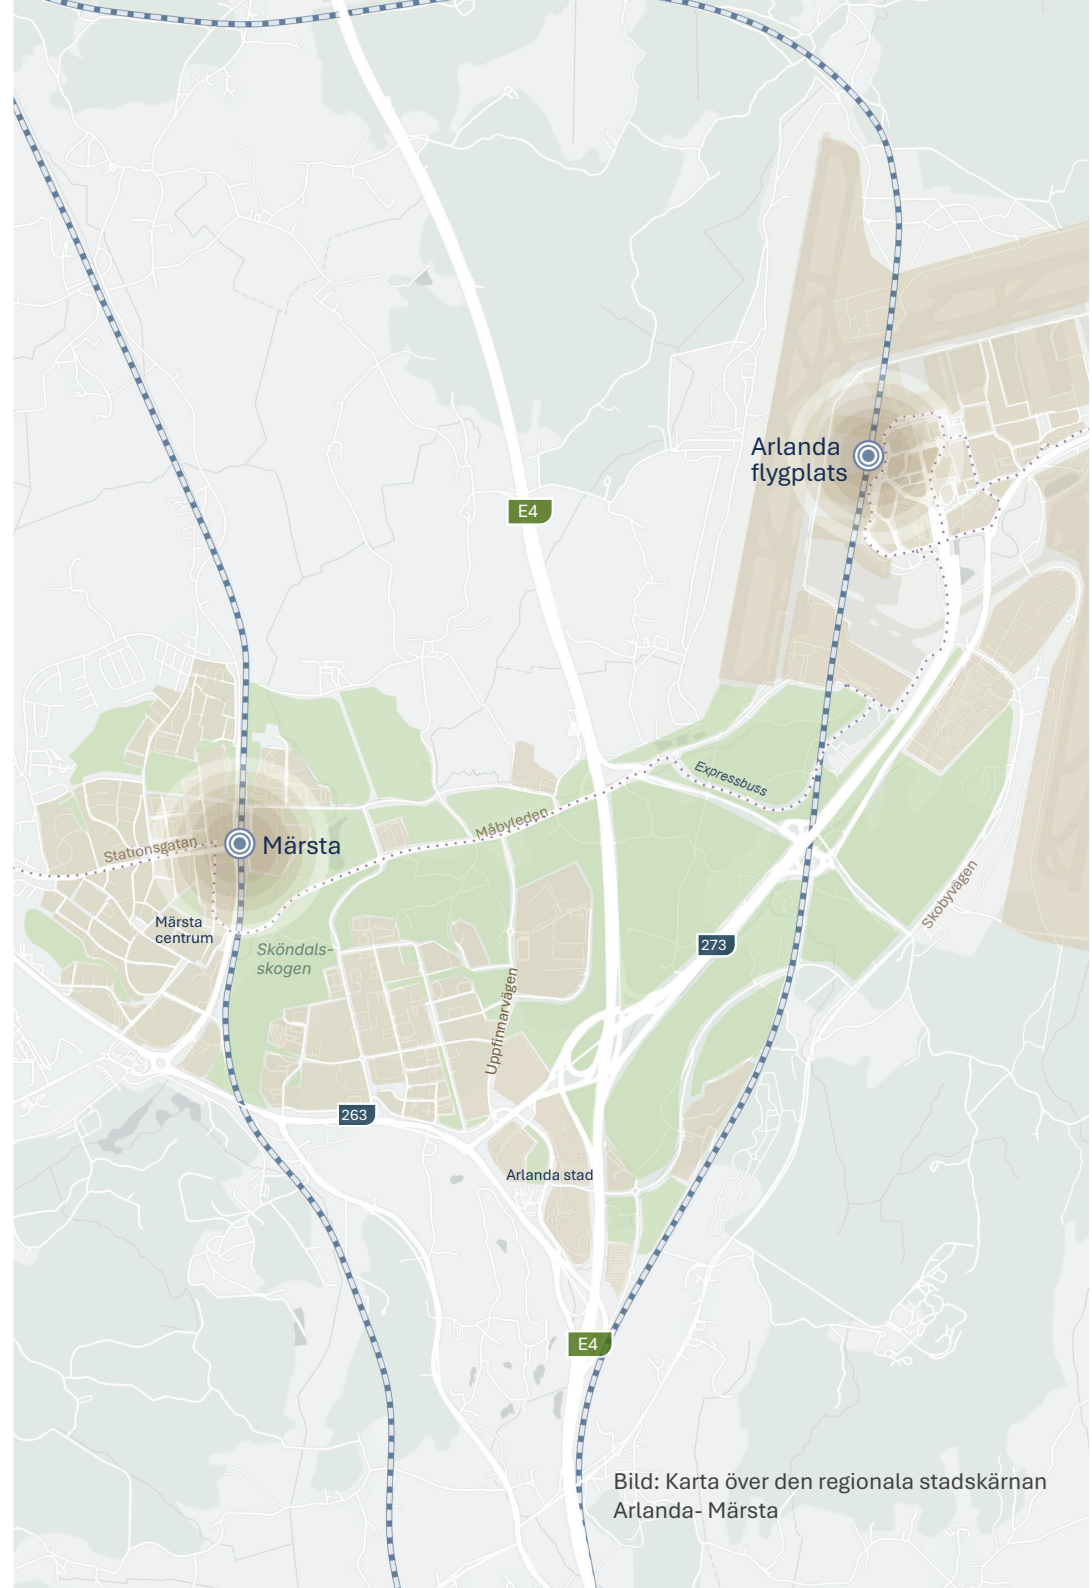 Arlanda
flygplats
E4
Expressbuss
Måbyleden
Stationsgatan
Märsta
Märsta
centrum
Sköndals-
skogen
273
Skobyvägen
Uppfinnarvägen
263
Arlanda stad
E4
Bild: Karta över den regionala stadskärnan
Arlanda- Märsta